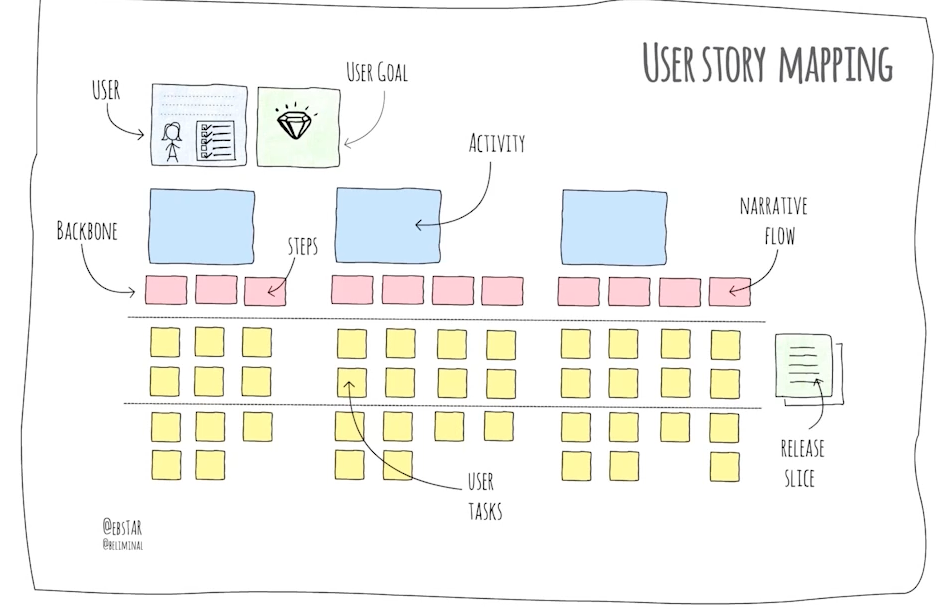 USER STORY MAPPING
USER
USER GOAL
ACTIVITY
BACKBONE
STEPS
NARRATIVE
FLOW
RELEASE
SLICE
USER
TASKS
@EBSTAR
@BELIMINAL